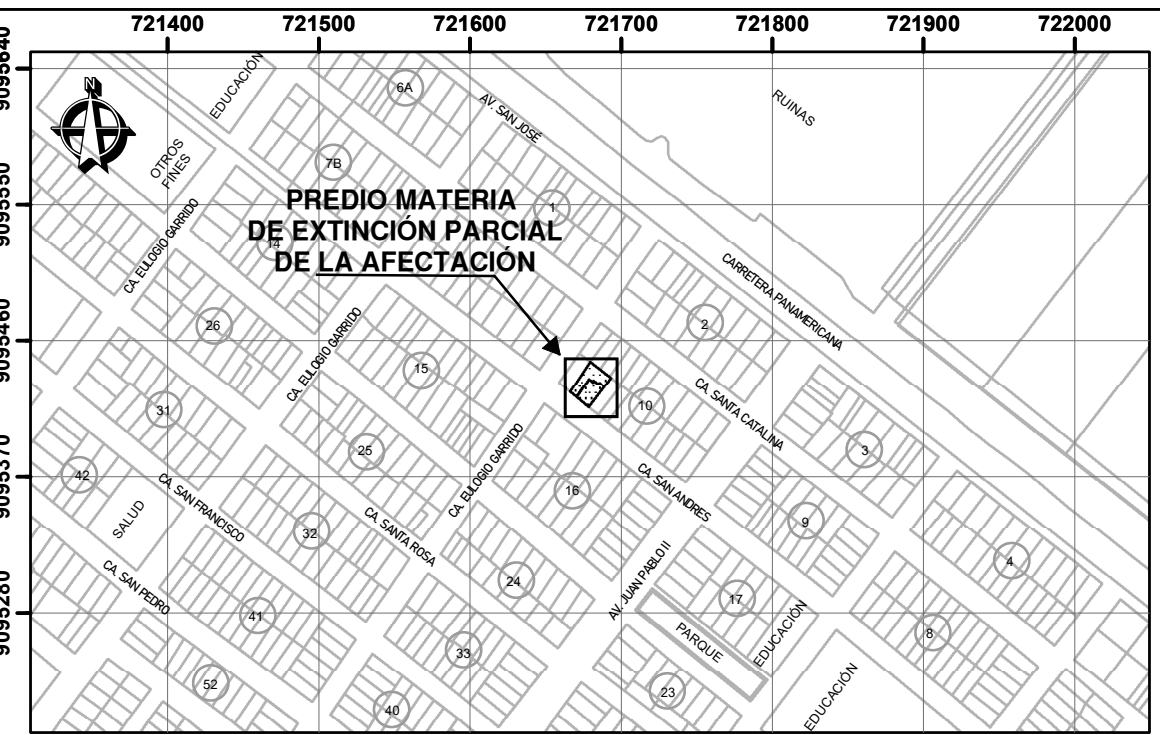 721400 721500 721600 721700 721800 721900 722000
N
EDUCACIÓN
OTROS
FINES
6A
AV. SAN JOSÉ
RUINAS
7B
1
PREDIO MATERIA
DE EXTINCIÓN PARCIAL
DE LA AFECTACIÓN
14
CA. EULOGIO GARRIDO
CARRETERA PANAMERICANA
26
CA. EULOGIO GARRIDO
15
2
31
25
CA. EULOGIO GARRIDO
10
CA. SANTA CATALINA
3
42
SALUD
CA. SAN FRANCISCO
32
CA. SANTA ROSA
16
CA. SAN ANDRES
9
CA. SAN PEDRO
41
24
AV. JUAN PABLO II
17
4
52
33
PARQUE
EDUCACIÓN
8
40
23
EDUCACIÓN